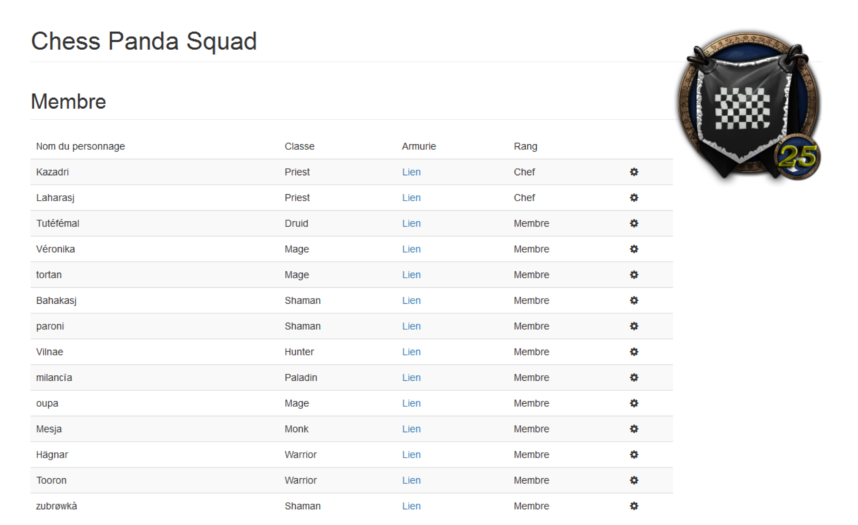 Chess Panda Squad
25
Membre
Nom du personnage Classe Armurie Rang
Kazadri Priest Lien Chef
Laharasj Priest Lien Chef
Tutéfémal Druid Lien Membre
Véronika Mage Lien Membre
tortan Mage Lien Membre
Bahakasj Shaman Lien Membre
paroni Shaman Lien Membre
Vilnae Hunter Lien Membre
milancïa Paladin Lien Membre
oupa Mage Lien Membre
Mesja Monk Lien Membre
Hágnar Warrior Lien Membre
Tooron Warrior Lien Membre
zubrøwkà Shaman Lien Membre